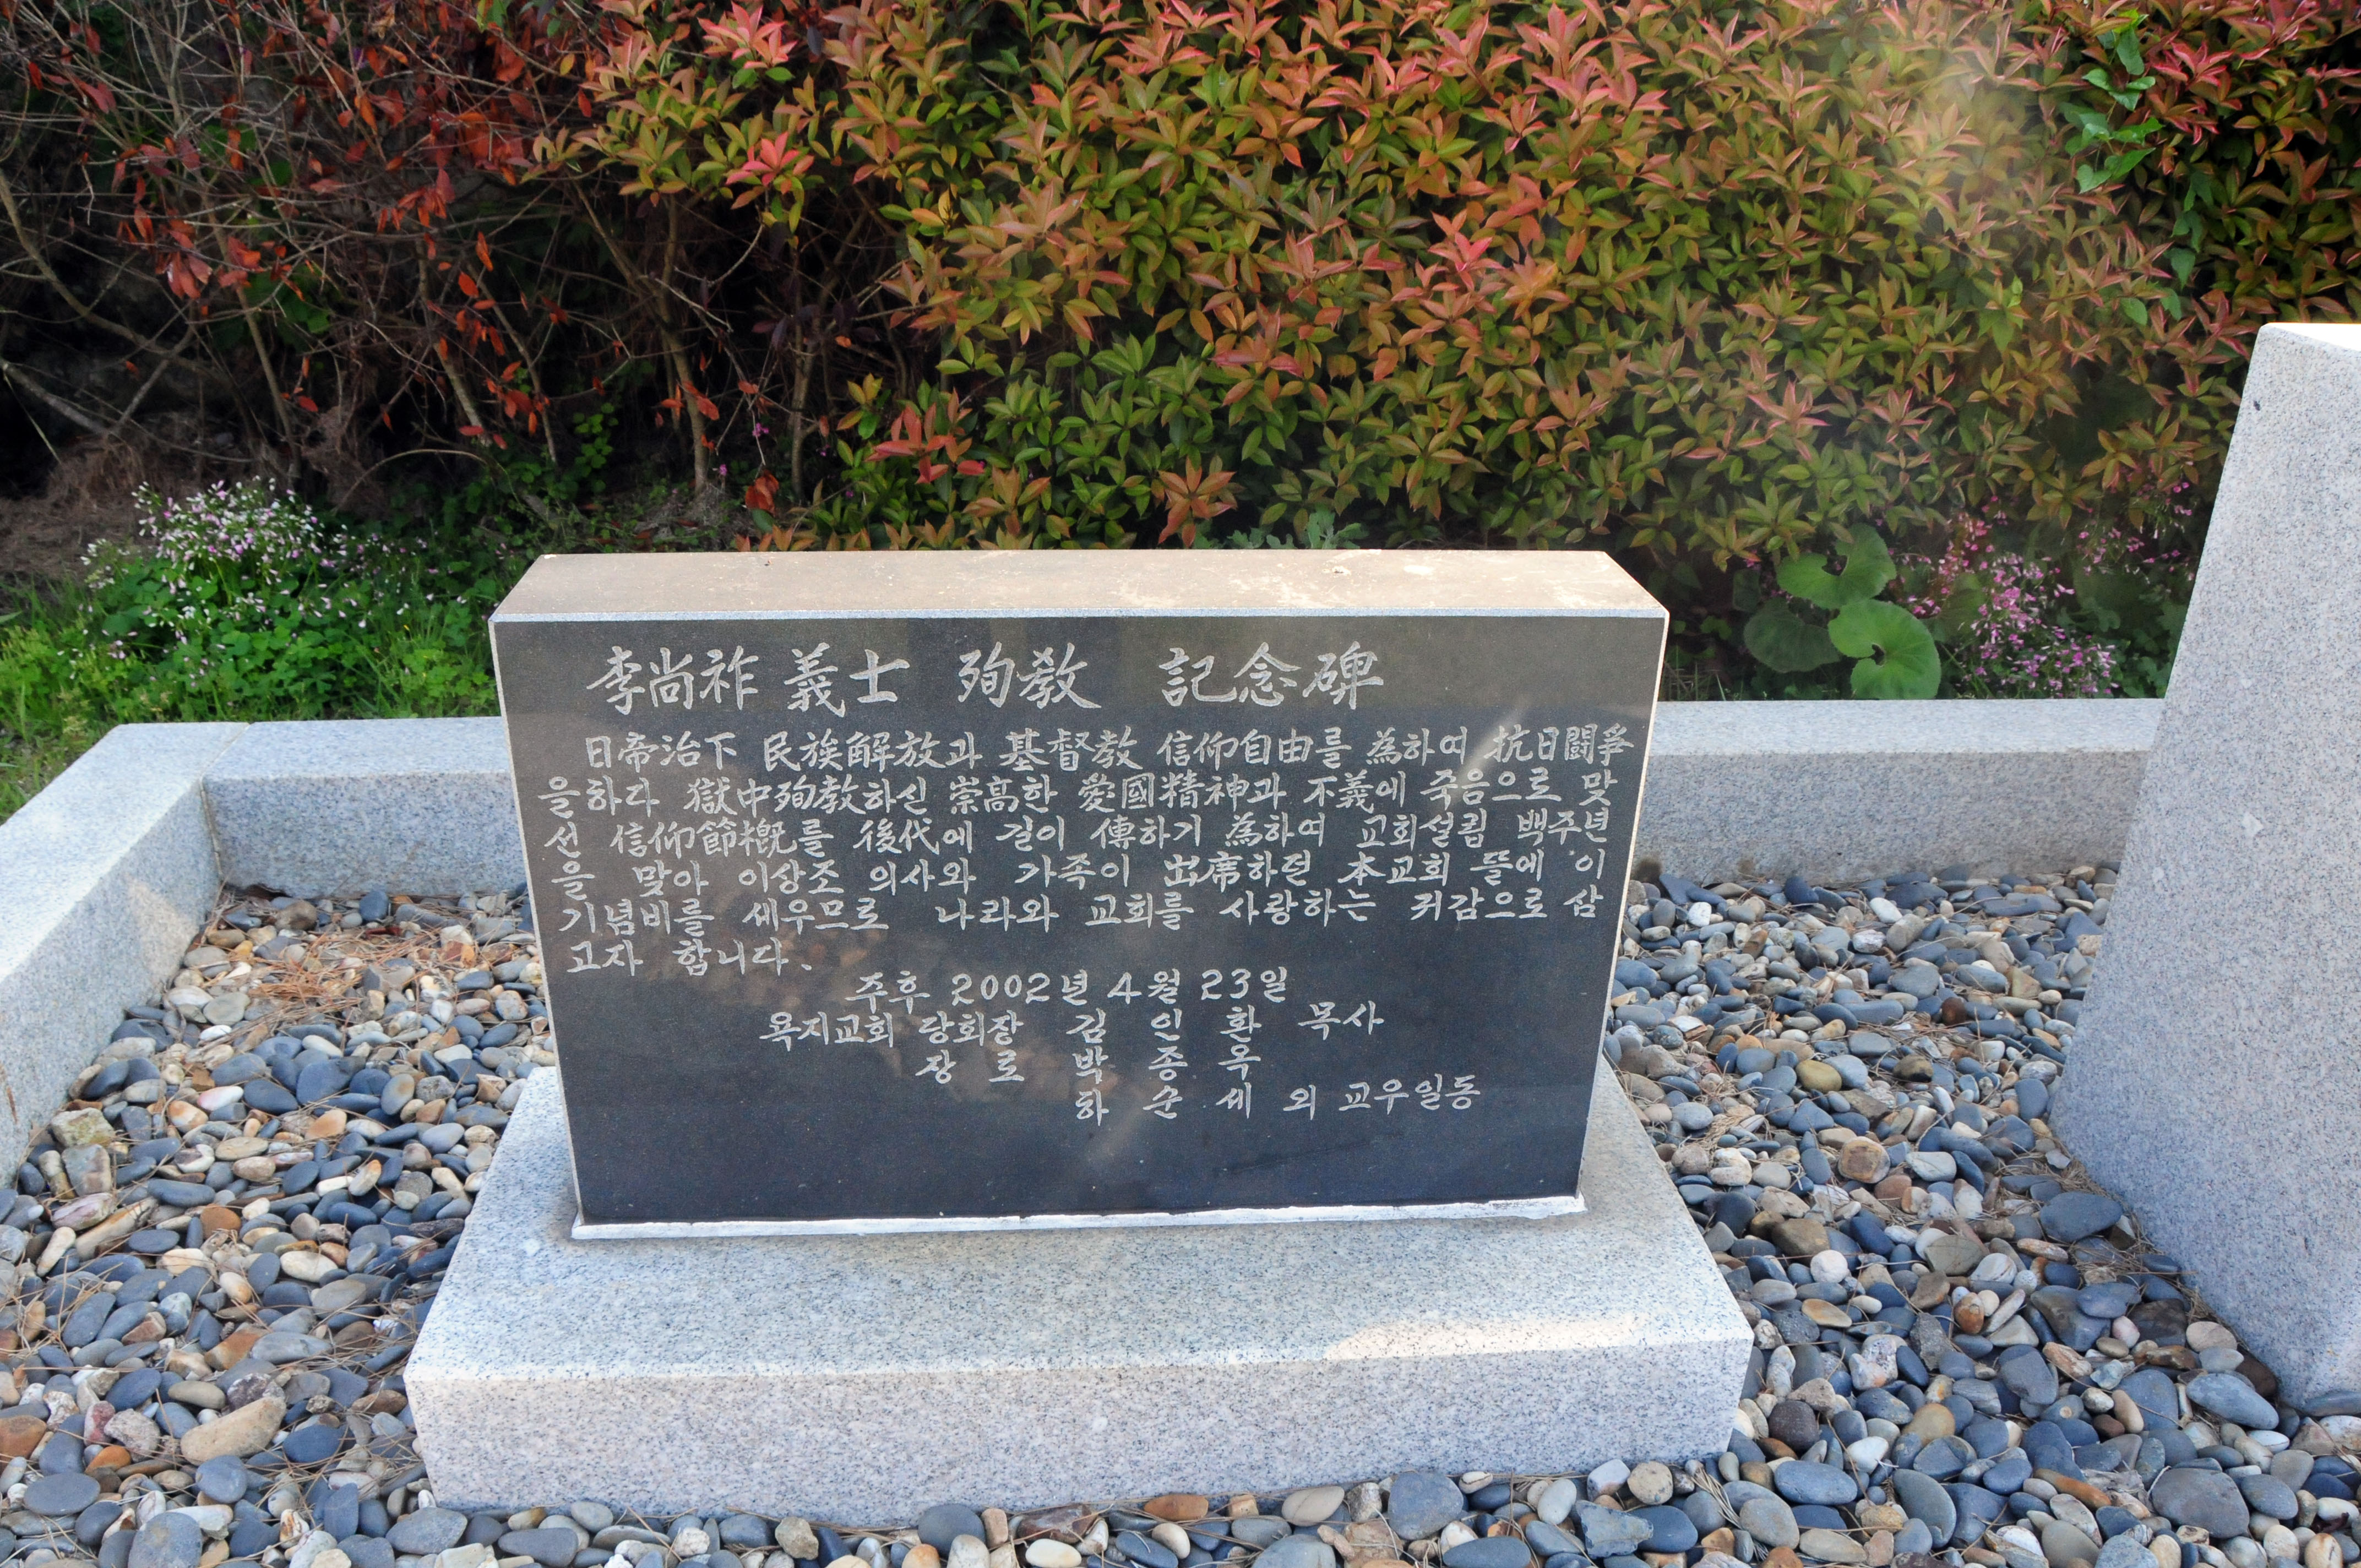 李尚祚 義士 殉教 記念碑
日帝治下 民族解放과 基督教 信仰自由를 為하여 抗日闘爭
을하다 獄中殉教하신 崇高한 愛國精神과 不義에 죽음으로 맞
선 信仰節槪를 後代에 길이 傳하기 為하여 교회설립 백주년
을 맞아 이상조 의사와 가족이 出席하던 本교회 뜰에 이
기념비를 세우므로 나라와 교회를 사랑하는 귀감으로 삼
고자 합니다.
주후 2002년 4월 23일
욕지교회 당회장 김 인 환 목사
장 로 박 종 옥
하 순 세 외 교우일동